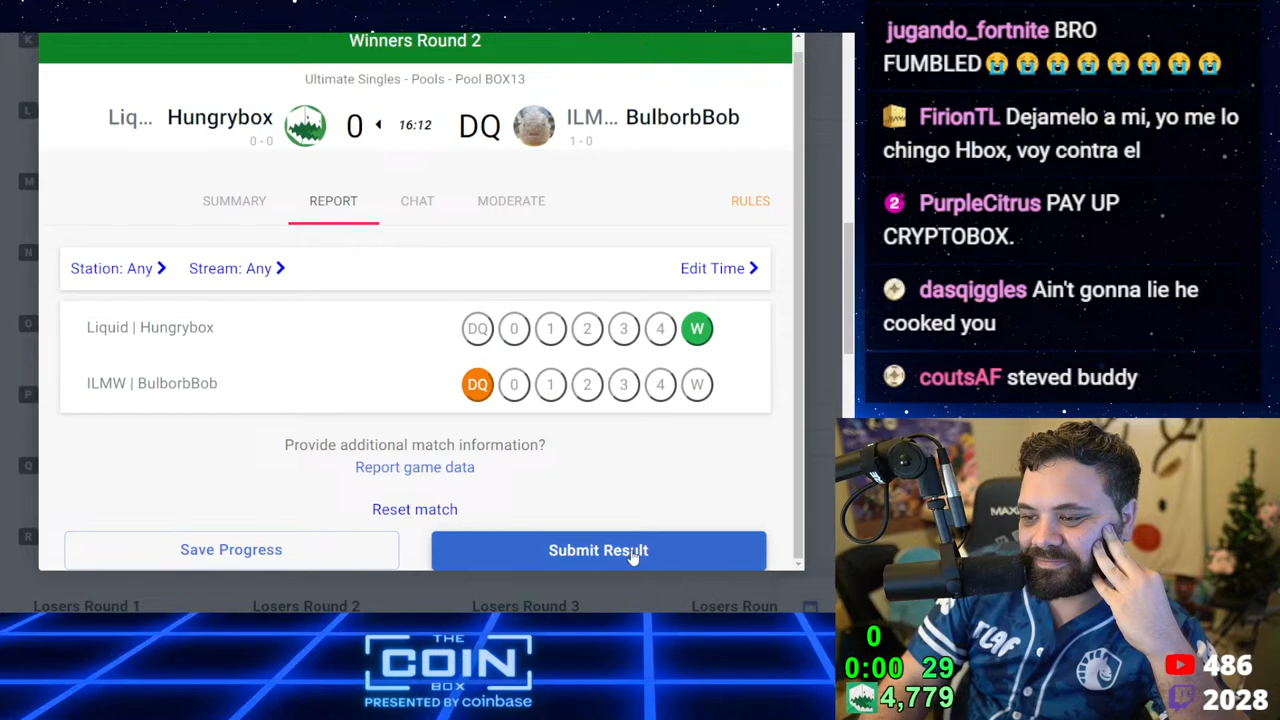 Winners Round 2
Ultimate Singles - Pools - Pool BOX13
Liq... Hungrybox 0 16:12 DQ ILM... BulborbBob
0 - 0 1 - 0
SUMMARY REPORT CHAT MODERATE RULES
Station: Any Stream: Any Edit Time
Liquid | Hungrybox DQ 0 1 2 3 4 W
ILMW | BulborbBob DQ 0 1 2 3 4 W
Provide additional match information?
Report game data
Reset match
Save Progress Submit Result
Losers Round 1 Losers Round 2 Losers Round 3 Losers Roun
K
L
M
N
O
P
Q
R
THE
COIN
BOX
PRESENTED BY coinbase
jugando_fortnite BRO
FUMBLED😭😭😭😭😭😭😭😭
FirionTL Dejamelo a mi, yo me lo
chingo Hbox, voy contra el
2 PurpleCitrus PAY UP
CRYPTOBOX.
dasqiggles Ain't gonna lie he
cooked you
coutsAF steved buddy
0
0:00 29
4,779
486
2028